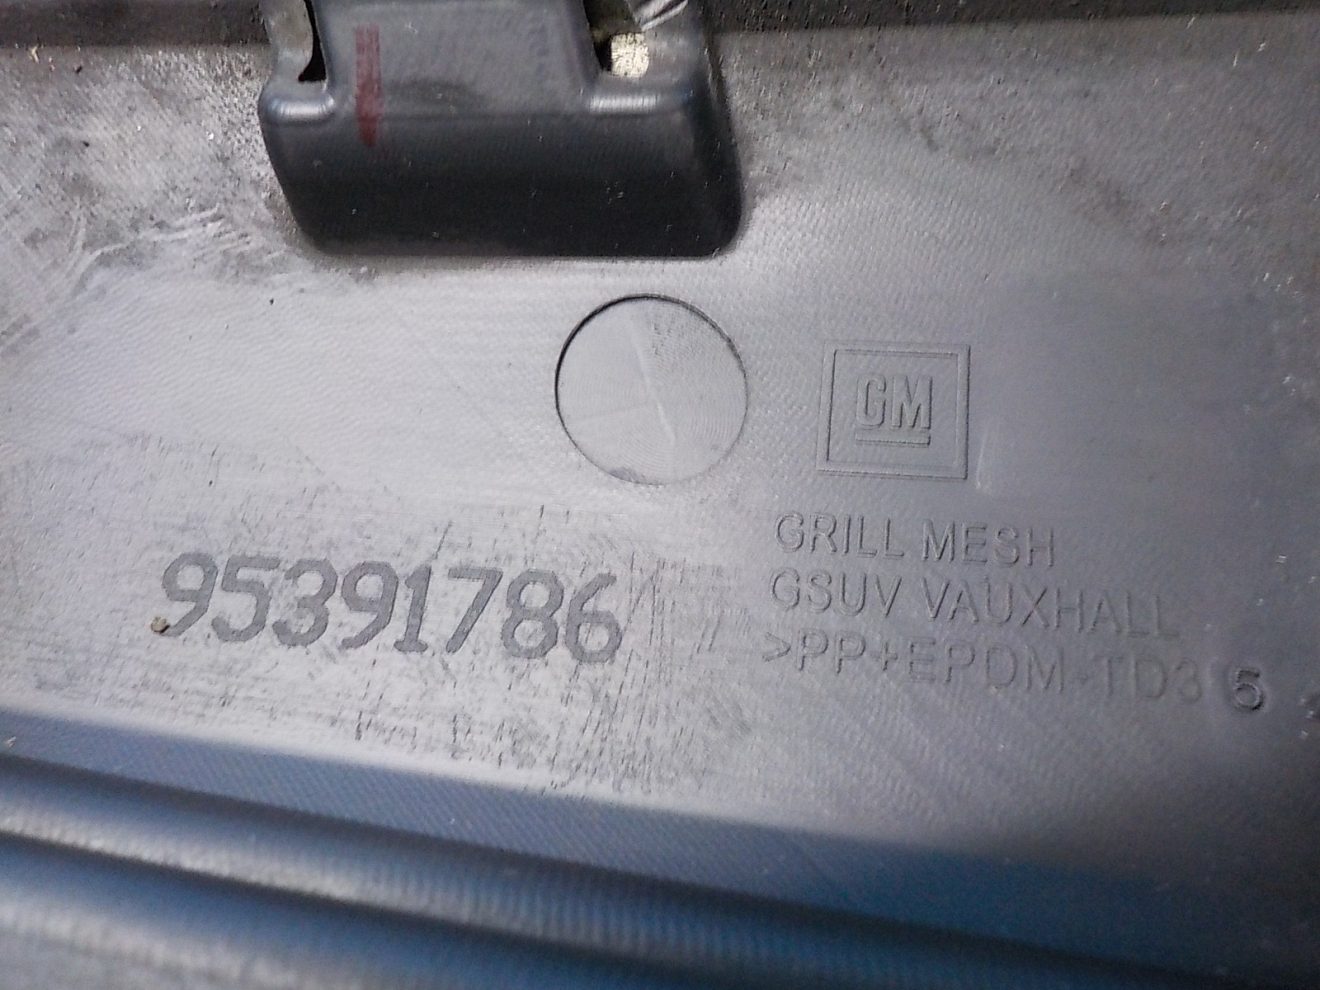 GM
GRILL MESH
GSUV VAUXHALL
95391786
>PP+EPDM-TD3 5